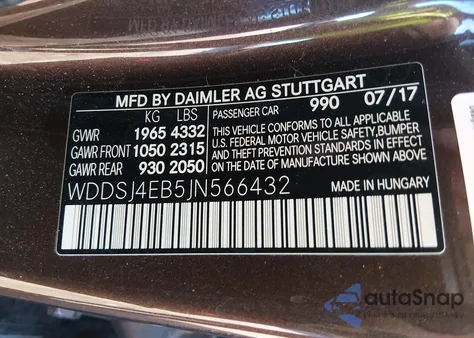 MFD BY DAIMLER AG STUTTGART
KG LBS
PASSENGER CAR 990 07/17
GVWR 1965 4332
GAWR FRONT 1050 2315
GAWR REAR 930 2050
THIS VEHICLE CONFORMS TO ALL APPLICABLE
U.S. FEDERAL MOTOR VEHICLE SAFETY, BUMPER
AND THEFT PREVENTION STANDARDS IN EFFECT
ON THE DATE OF MANUFACTURE SHOWN ABOVE.
WDDSJ4EB5JN566432
MADE IN HUNGARY
autoSnap